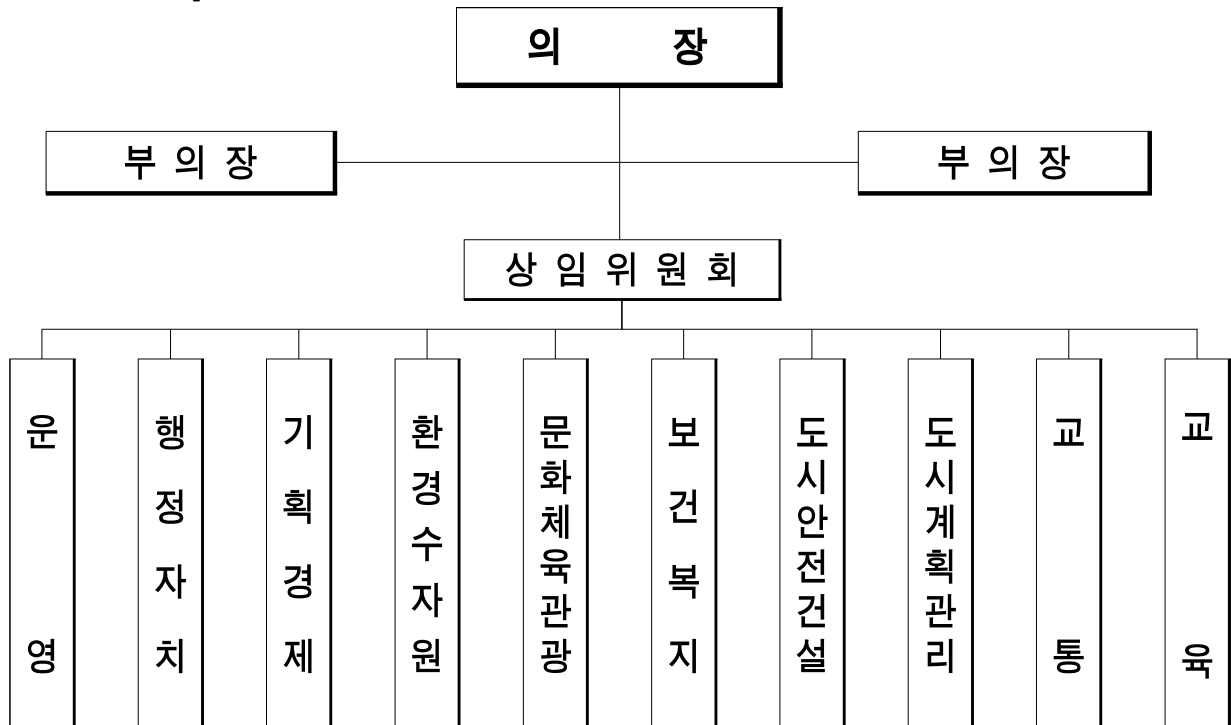 의 장
부 의 장
부 의 장
상 임 위 원 회
운영
행정자치
기획경제
환경수자원
문화체육관광
보건복지
도시안전건설
도시계획관리
교통
교육